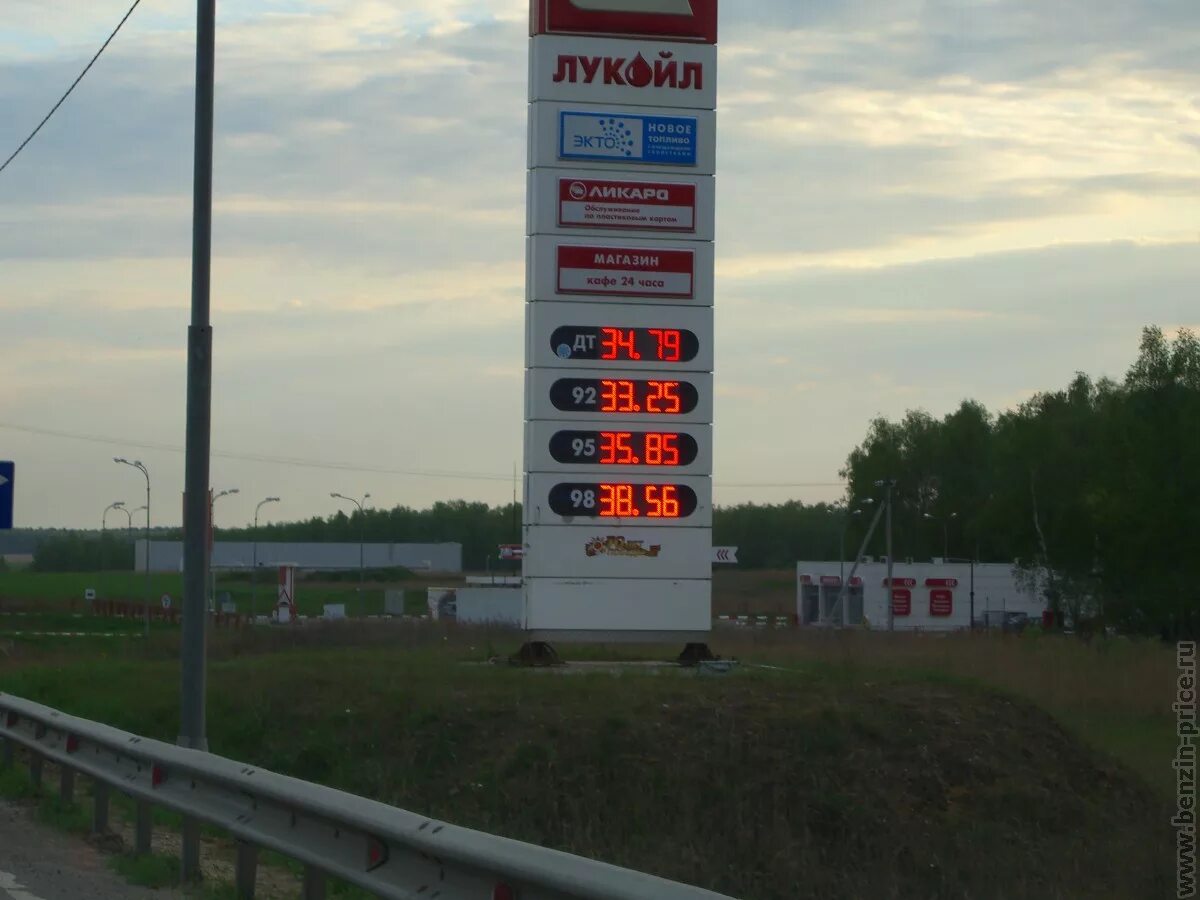 ЛУКОЙЛ
ЭКТО
НОВОЕ
ТОПЛИВО
ЛИКАРД
Обслуживание
по пластиковым картам
МАГАЗИН
кафе 24 часа
ДТ 34.79
92 33.25
95 35.85
98 38.56
www.benzin-price.ru